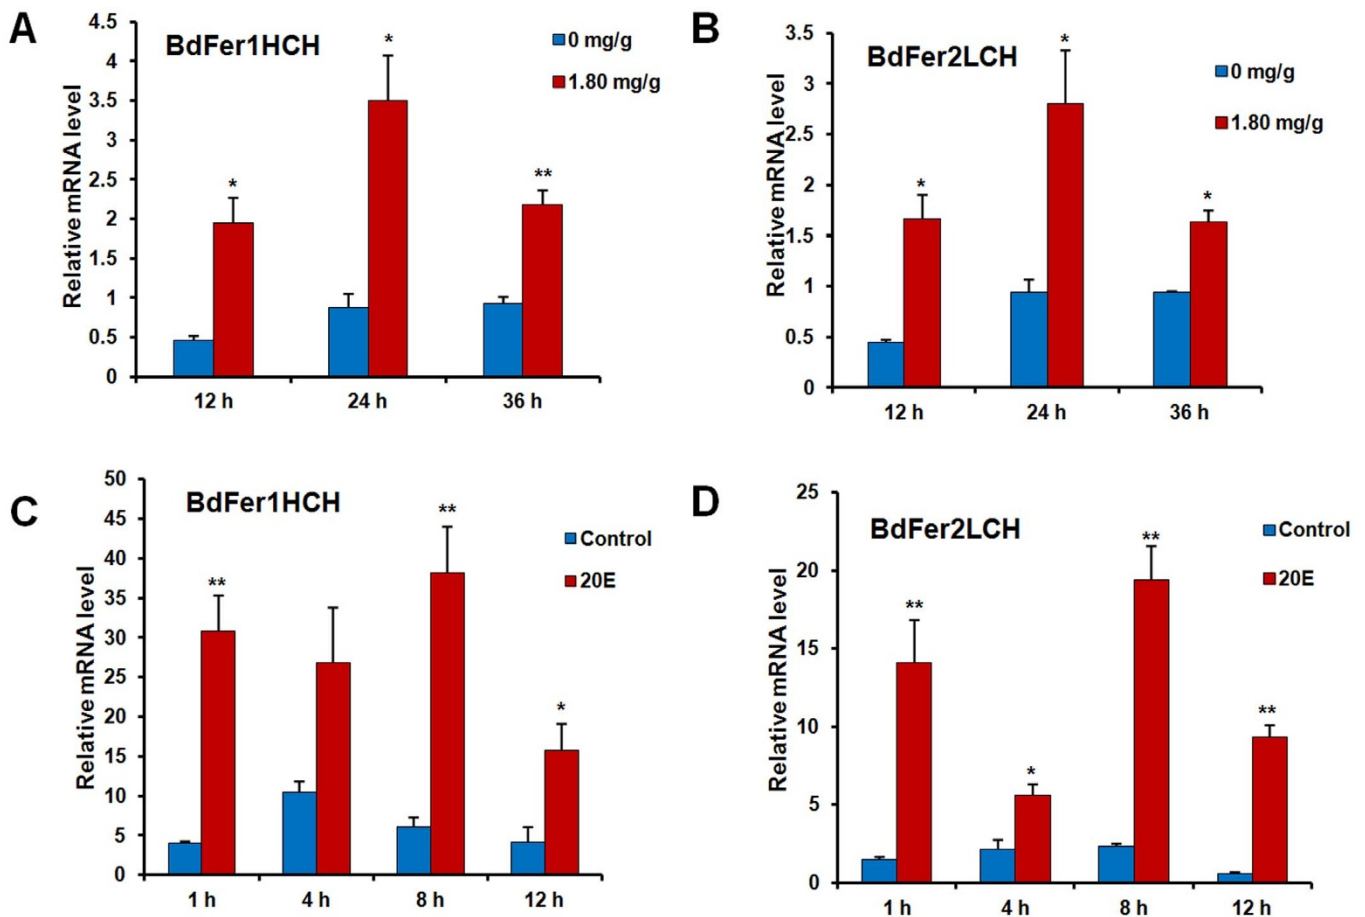 A
BdFer1HCH
0 mg/g
1.80 mg/g
Relative mRNA level
4.5
4
3.5
3
2.5
2
1.5
1
0.5
0
*
*
**
12 h
24 h
36 h
B
BdFer2LCH
0 mg/g
1.80 mg/g
Relative mRNA level
3.5
3
2.5
2
1.5
1
0.5
0
*
*
*
12 h
24 h
36 h
C
BdFer1HCH
Control
20E
Relative mRNA level
50
45
40
35
30
25
20
15
10
5
0
**
**
*
1 h
4 h
8 h
12 h
D
BdFer2LCH
Control
20E
Relative mRNA level
25
20
15
10
5
0
**
*
**
**
1 h
4 h
8 h
12 h